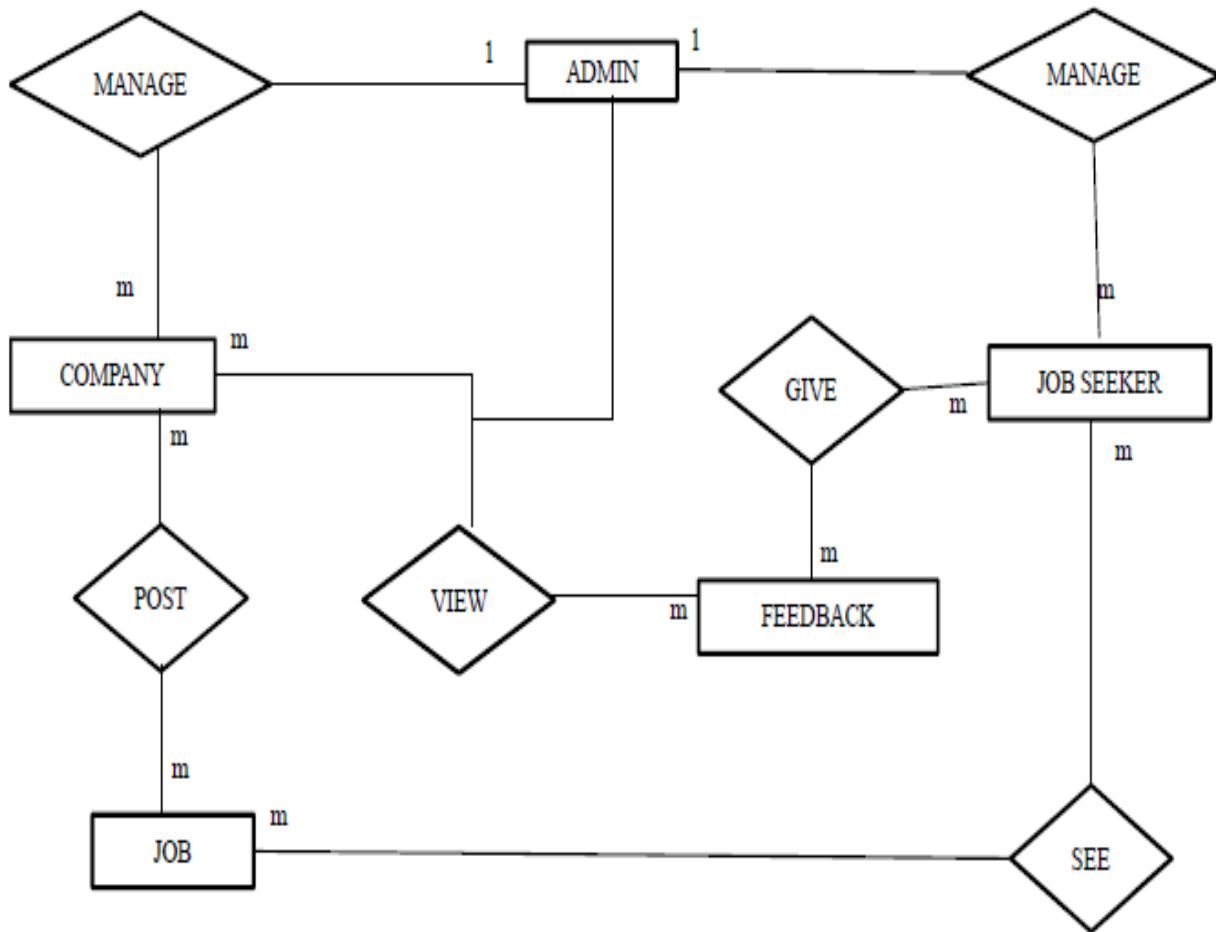 1
ADMIN
1
MANAGE
MANAGE
m
m
m
COMPANY
GIVE
JOB SEEKER
m
m
m
m
POST
VIEW
m
FEEDBACK
m
m
JOB
SEE